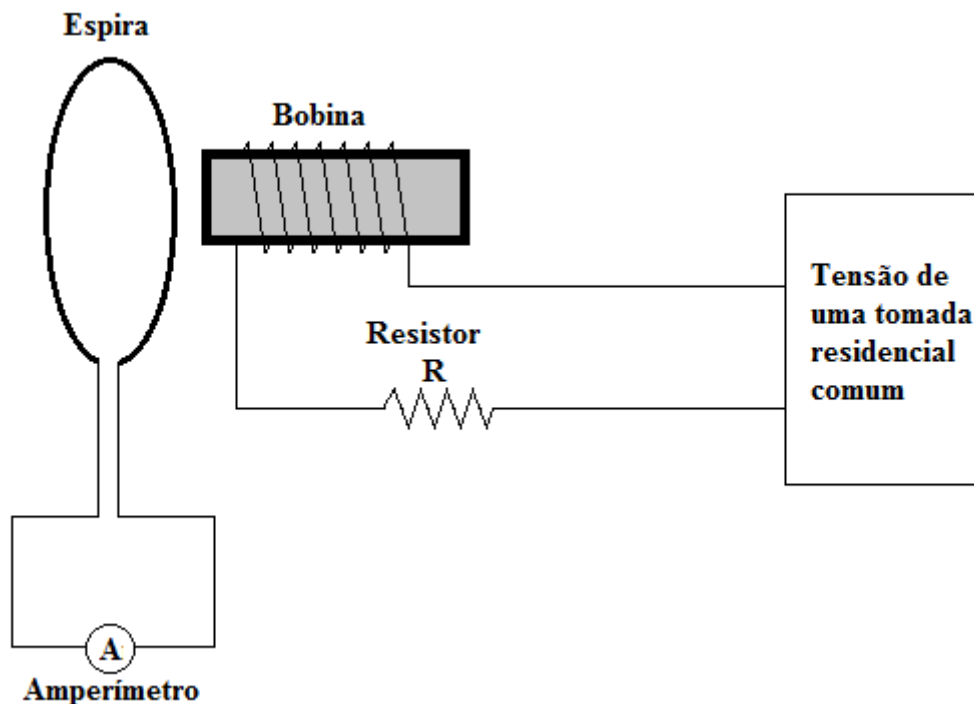 Espira
Bobina
Tensão de
uma tomada
residencial
comum
Resistor
R
A
Amperímetro